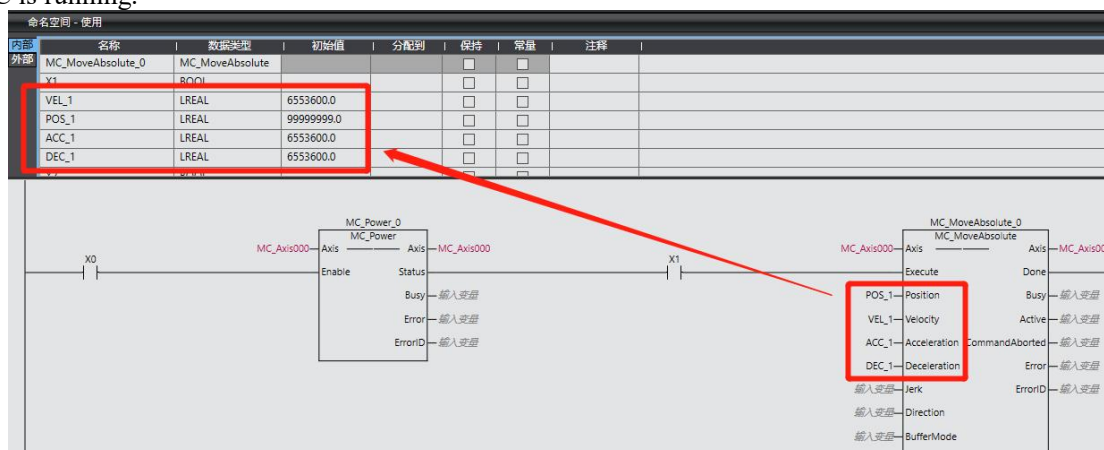 is running.
命名空间 - 使用
内部 名称 数据类型 初始值 分配到 保持 常量 注释
外部 MC_MoveAbsolute_0 MC_MoveAbsolute
X1 BOOL
VEL_1 LREAL 6553600.0
POS_1 LREAL 99999999.0
ACC_1 LREAL 6553600.0
DEC_1 LREAL 6553600.0
MC_Power_0 MC_MoveAbsolute_0
MC_Power MC_MoveAbsolute
MC_Axis000 Axis Axis MC_Axis000 MC_Axis000 Axis Axis MC_Axis00
X0 Enable Status X1 Execute Done
Busy 输入变量 POS_1 Position Busy 输入变量
Error 输入变量 VEL_1 Velocity Active 输入变量
ErrorID 输入变量 ACC_1 Acceleration CommandAborted 输入变量
DEC_1 Deceleration Error 输入变量
输入变量 Jerk ErrorID 输入变量
输入变量 Direction
输入变量 BufferMode